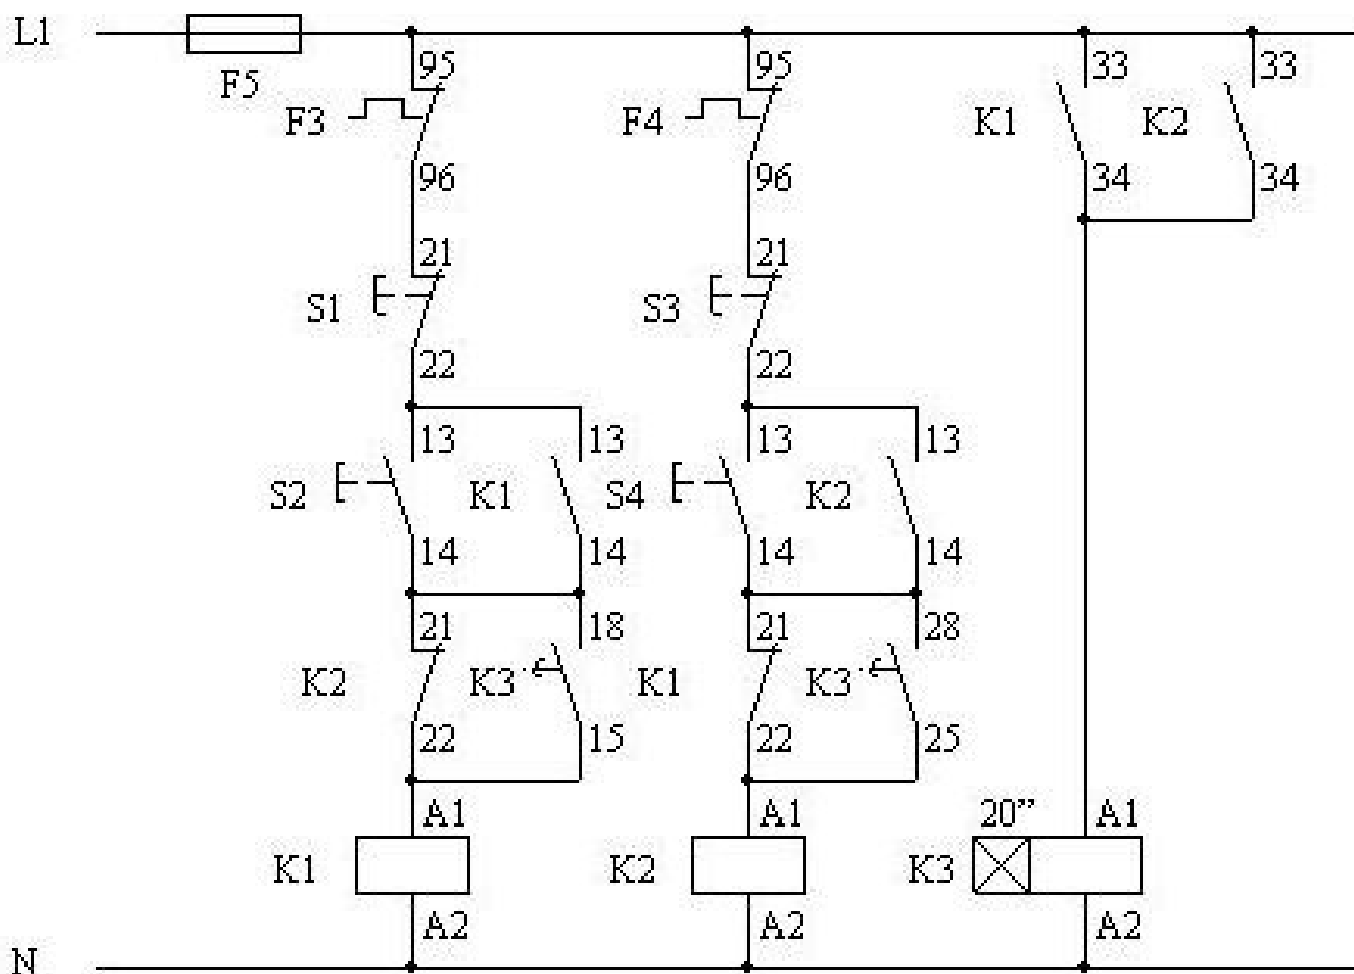 L1
F5
95 95 33 33
F3 F4 K1 K2
96 96 34 34
21 21
S1 S3
22 22
13 13 13 13
S2 K1 S4 K2
14 14 14 14
21 18 21 28
K2 K3 K1 K3
22 15 22 25
A1 A1 20” A1
K1 K2 K3
A2 A2 A2
N